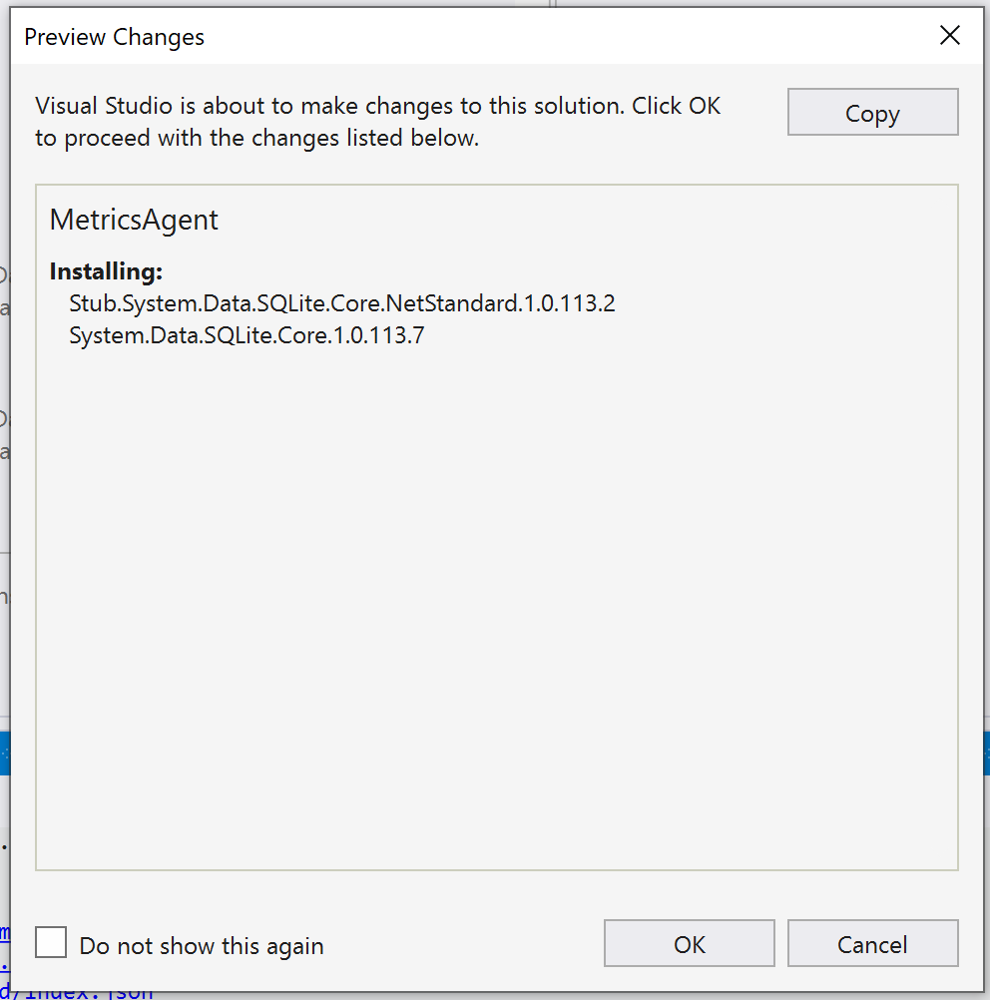 Preview Changes
Visual Studio is about to make changes to this solution. Click OK
to proceed with the changes listed below.
Copy
MetricsAgent
Installing:
Stub.System.Data.SQLite.Core.NetStandard.1.0.113.2
System.Data.SQLite.Core.1.0.113.7
Do not show this again
OK
Cancel
d/index.json